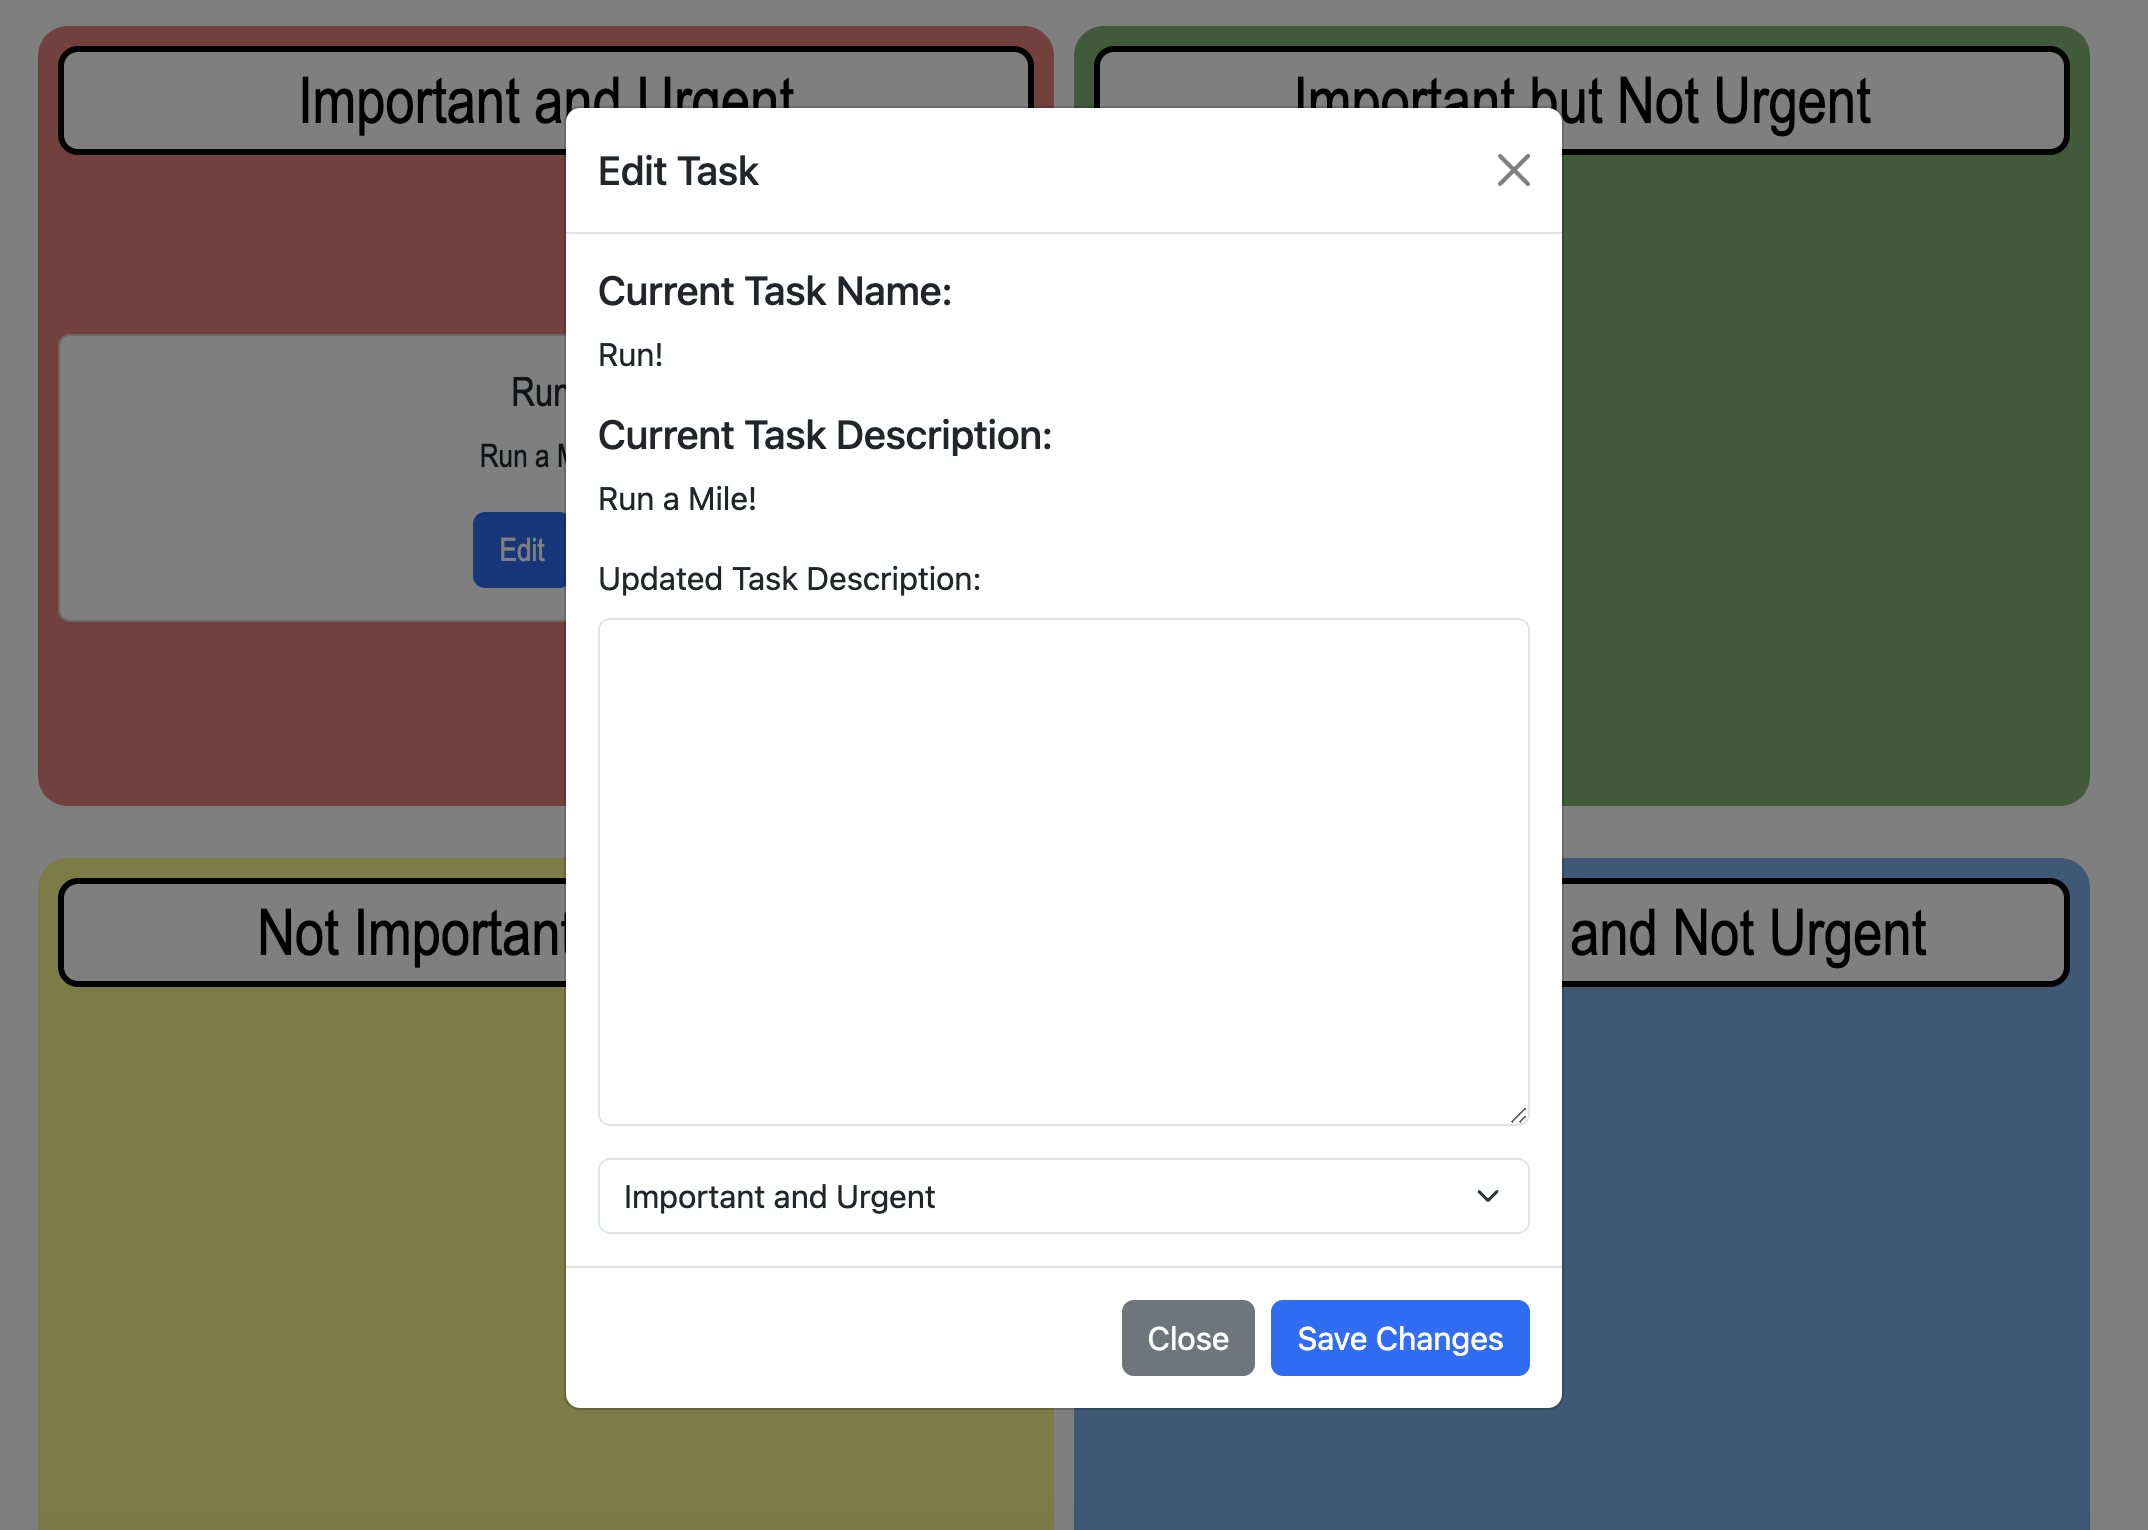 Important and Urgent
Important but Not Urgent
Edit Task
Current Task Name:
Run!
Current Task Description:
Run a Mile!
Updated Task Description:
Important and Urgent
Close
Save Changes
Run
Run a
Edit
Not Important
and Not Urgent